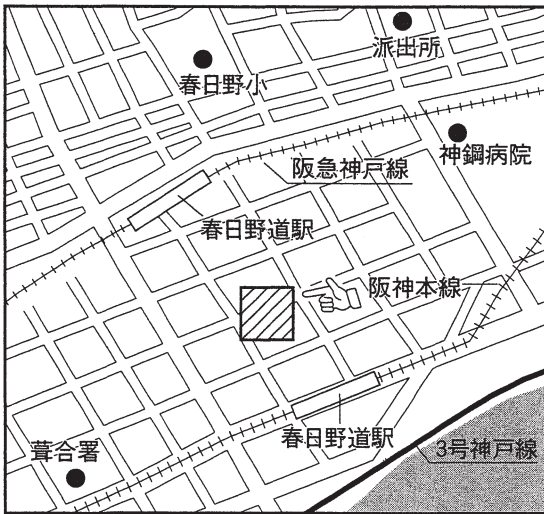 派出所
春日野小
神鋼病院
阪急神戸線
春日野道駅
阪神本線
春日野道駅
3号神戸線
葺合署